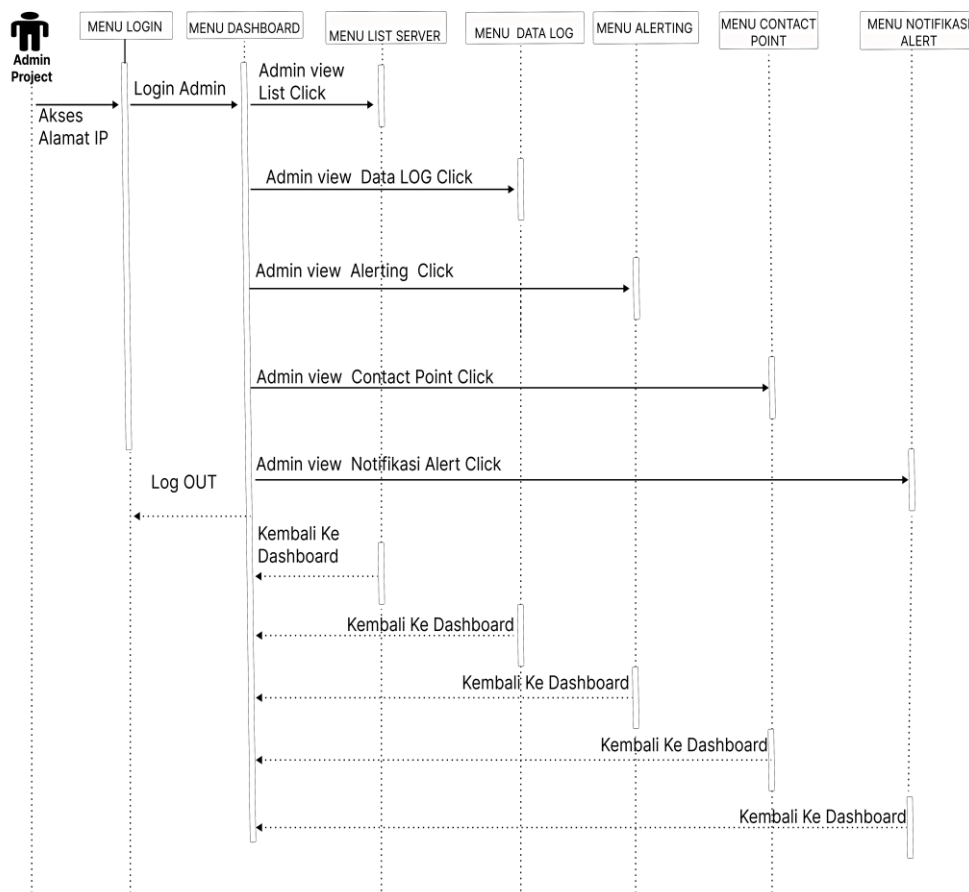 Admin
Project
MENU LOGIN
MENU DASHBOARD
MENU LIST SERVER
MENU  DATA LOG
MENU ALERTING
MENU CONTACT
POINT
MENU NOTIFIKASI
ALERT
Akses
Alamat IP
Login Admin
Admin view
List Click
Admin view  Data LOG Click
Admin view  Alerting  Click
Admin view  Contact Point Click
Admin view  Notifikasi Alert Click
Log OUT
Kembali Ke
Dashboard
Kembali Ke Dashboard
Kembali Ke Dashboard
Kembali Ke Dashboard
Kembali Ke Dashboard